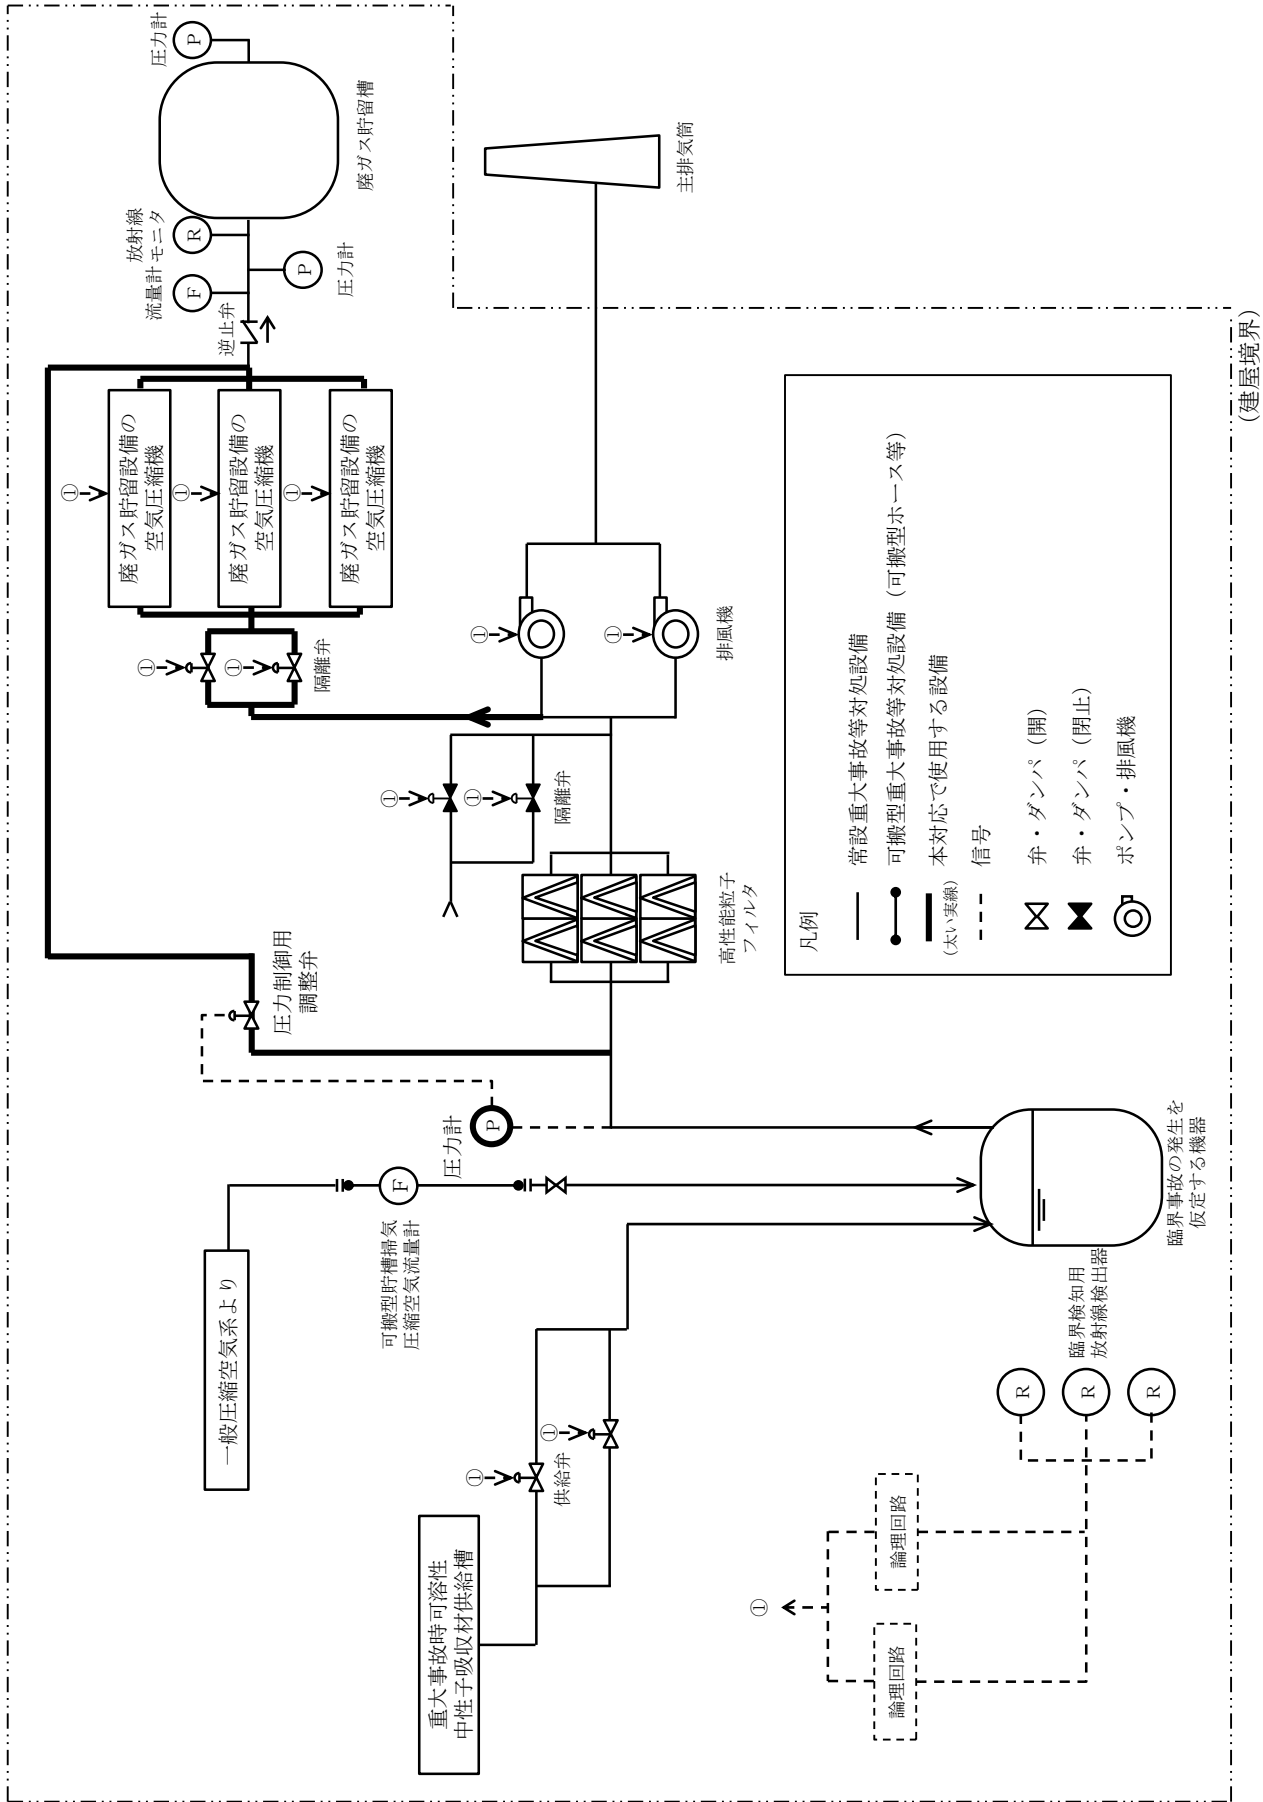 重大事故時可溶性
中性子吸収材供給槽
一般圧縮空気系より
①
供給弁
①
可搬型貯槽掃気
圧縮空気流量計
F
圧力計
P
圧力制御用
調整弁
①
①
隔離弁
①
①
隔離弁
①
廃ガス貯留設備の
空気圧縮機
①
廃ガス貯留設備の
空気圧縮機
①
廃ガス貯留設備の
空気圧縮機
逆止弁
流量計
F
放射線
モニタ
R
P
圧力計
圧力計
P
廃ガス貯留槽
①
①
排風機
主排気筒
高性能粒子
フィルタ
①
論理回路
論理回路
臨界検知用
放射線検出器
R
R
R
臨界事故の発生を
仮定する機器
凡例
常設重大事故等対処設備
可搬型重大事故等対処設備（可搬型ホース等）
本対応で使用する設備
(太い実線)
信号
弁・ダンパ（開）
弁・ダンパ（閉止）
ポンプ・排風機
(建屋境界)